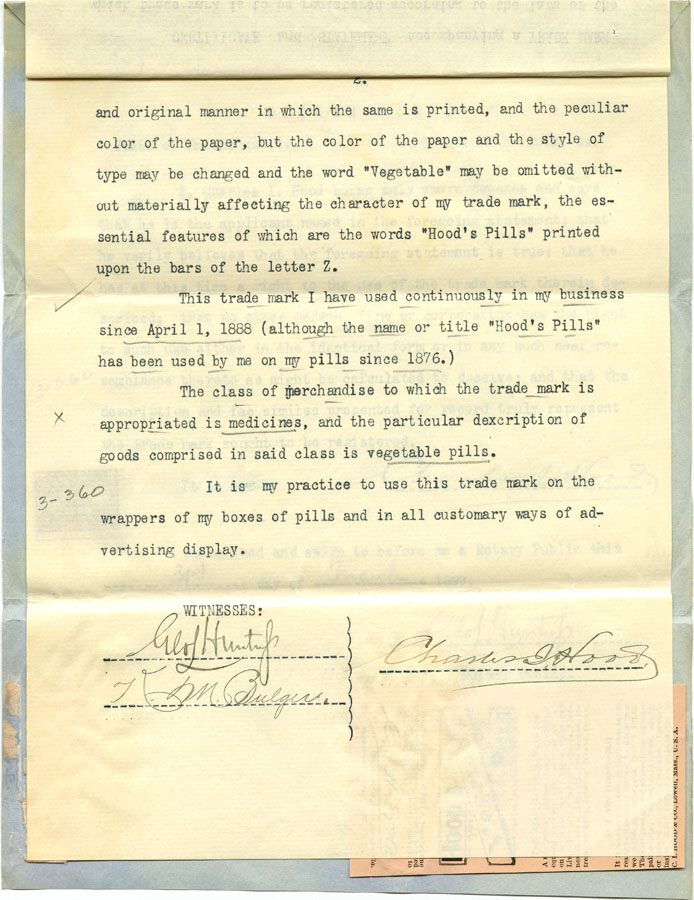 2.
and original manner in which the same is printed, and the peculiar
color of the paper, but the color of the paper and the style of
type may be changed and the word "Vegetable" may be omitted with-
out materially affecting the character of my trade mark, the es-
sential features of which are the words "Hood's Pills" printed
upon the bars of the letter Z.
This trade mark I have used continuously in my business
since April 1, 1888 (although the name or title "Hood's Pills"
has been used by me on my pills since 1876.)
The class of merchandise to which the trade mark is
x
appropriated is medicines, and the particular dexcription of
goods comprised in said class is vegetable pills.
3-360
It is my practice to use this trade mark on the
wrappers of my boxes of pills and in all customary ways of ad-
vertising display.
WITNESSES:
Charles I Hood
C. I. HOOD & CO., Lowell, Mass., U. S. A.